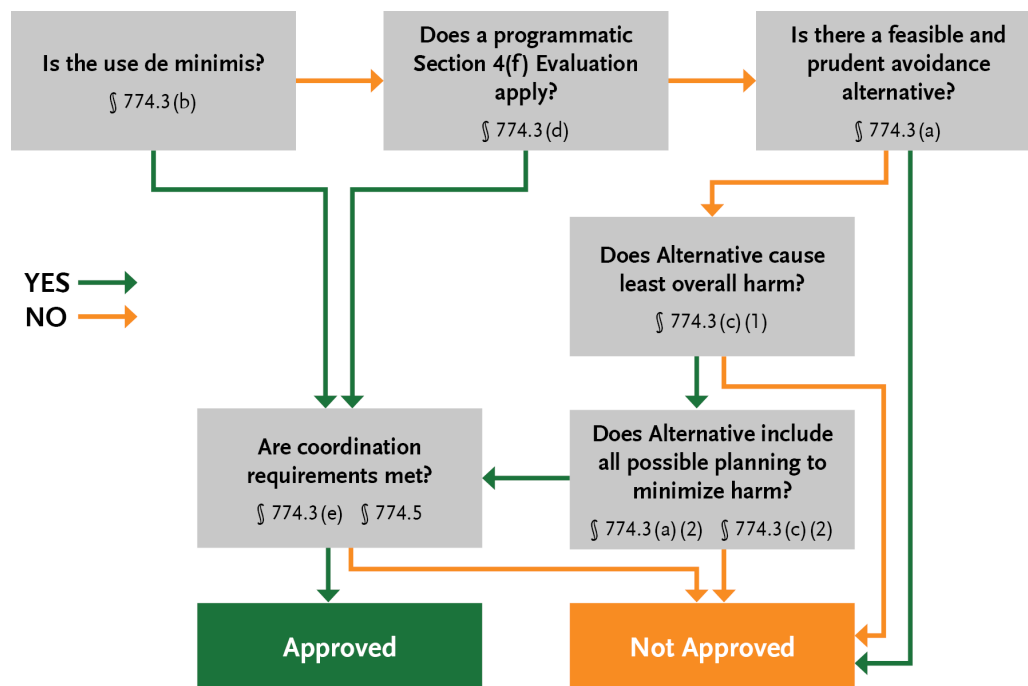 Is the use de minimis?
§ 774.3 (b)
Does a programmatic
Section 4(f) Evaluation
apply?
§ 774.3 (d)
Is there a feasible and
prudent avoidance
alternative?
§ 774.3 (a)
Does Alternative cause
least overall harm?
§ 774.3 (c) (1)
YES
NO
Are coordination
requirements met?
§ 774.3 (e) § 774.5
Does Alternative include
all possible planning to
minimize harm?
§ 774.3 (a) (2) § 774.3 (c) (2)
Approved
Not Approved